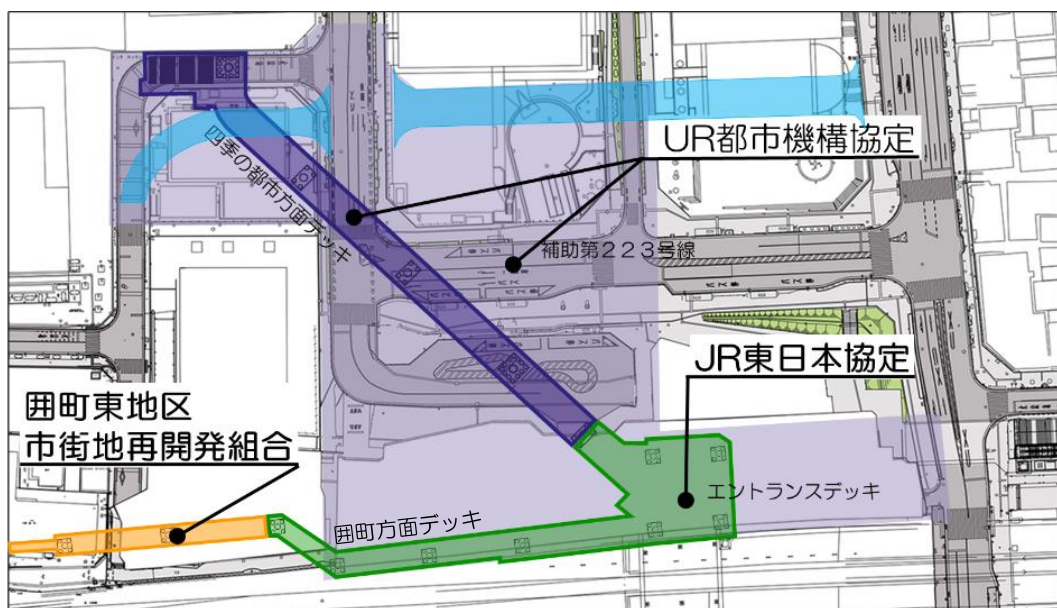 UR都市機構協定
四季の都市方面デッキ
補助第223号線
JR東日本協定
囲町東地区
市街地再開発組合
エントランスデッキ
囲町方面デッキ